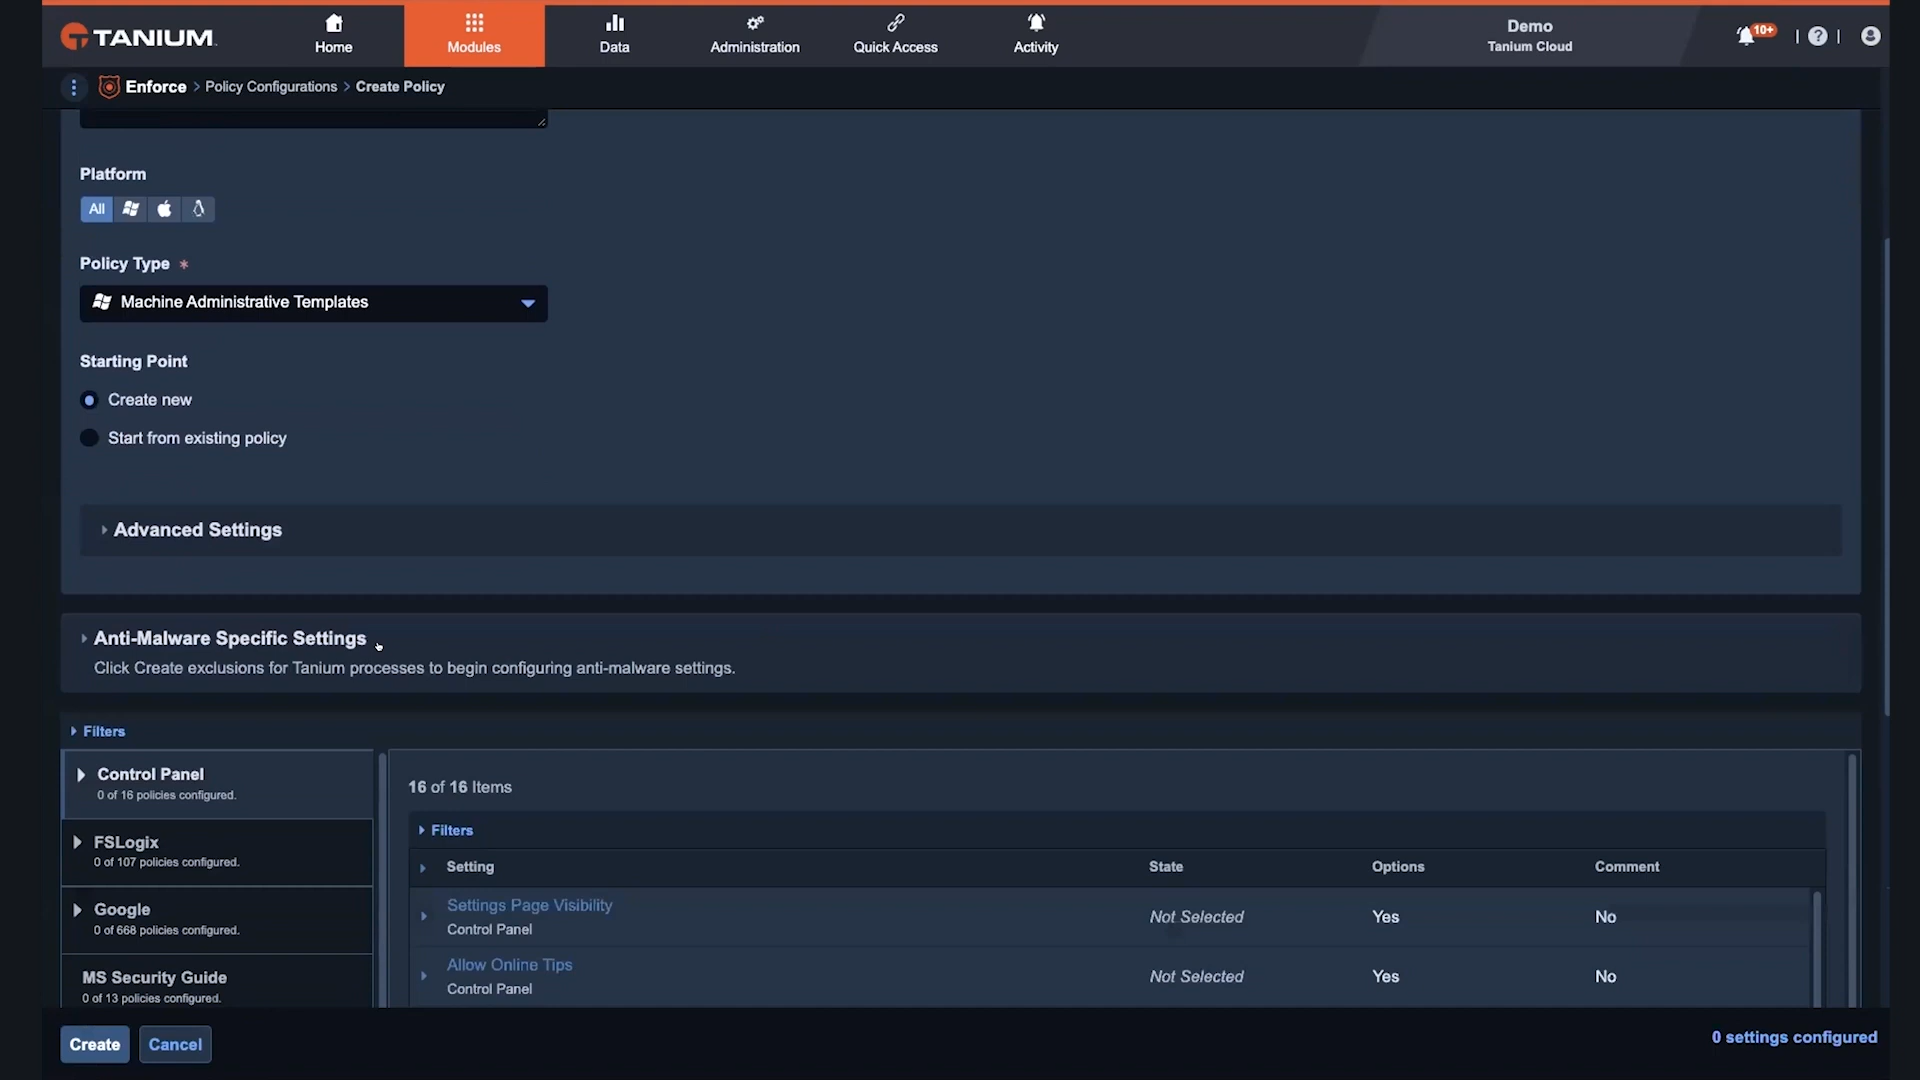 TANIUM
Home
Modules
Data
Administration
Quick Access
Activity
Demo
Tanium Cloud
10+
?
Enforce > Policy Configurations > Create Policy
Platform
All
Policy Type *
Machine Administrative Templates
Starting Point
Create new
Start from existing policy
Advanced Settings
Anti-Malware Specific Settings
Click Create exclusions for Tanium processes to begin configuring anti-malware settings.
Filters
Control Panel
0 of 16 policies configured.
FSLogix
0 of 107 policies configured.
Google
0 of 668 policies configured.
MS Security Guide
0 of 13 policies configured.
16 of 16 Items
Filters
Setting State Options Comment
Settings Page Visibility
Control Panel
Not Selected Yes No
Allow Online Tips
Control Panel
Not Selected Yes No
Create Cancel
0 settings configured